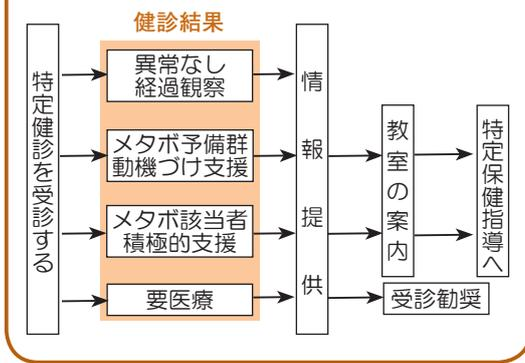 健診結果
特定健診を受診する
異常なし
経過観察
メタボ予備群
動機づけ支援
メタボ該当者
積極的支援
要医療
情報提供
教室の案内
特定保健指導へ
受診勧奨